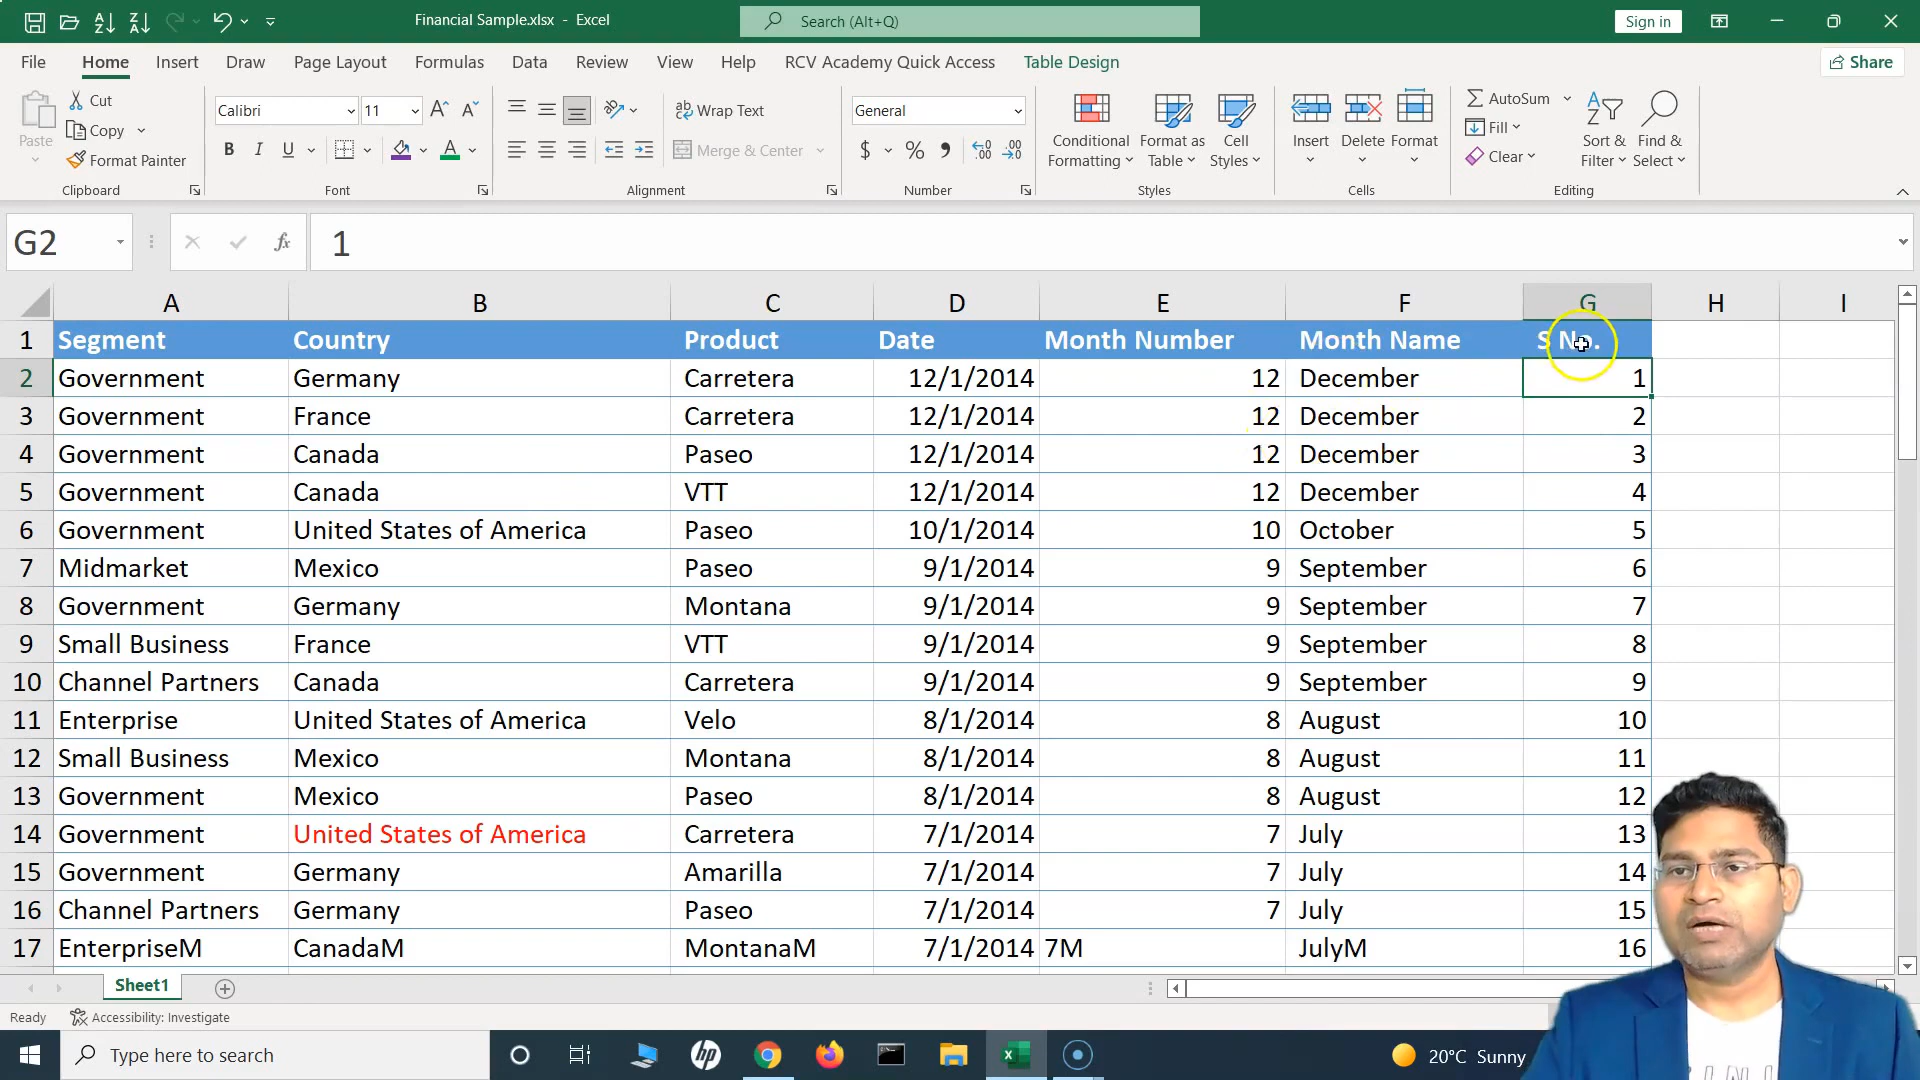 Financial Sample.xlsx - Excel
Search (Alt+Q)
Sign in
File Home Insert Draw Page Layout Formulas Data Review View Help RCV Academy Quick Access Table Design
Share
Paste
Cut
Copy
Format Painter
Clipboard
Calibri 11
B I U
Font
Wrap Text
Merge & Center
Alignment
General
$ % 9
Number
Conditional Formatting
Format as Table
Cell Styles
Styles
Insert Delete Format
Cells
AutoSum
Fill
Clear
Sort & Filter
Find & Select
Editing
G2 fx 1
A B C D E F G H I
1 Segment Country Product Date Month Number Month Name S No.
2 Government Germany Carretera 12/1/2014 12 December 1
3 Government France Carretera 12/1/2014 12 December 2
4 Government Canada Paseo 12/1/2014 12 December 3
5 Government Canada VTT 12/1/2014 12 December 4
6 Government United States of America Paseo 10/1/2014 10 October 5
7 Midmarket Mexico Paseo 9/1/2014 9 September 6
8 Government Germany Montana 9/1/2014 9 September 7
9 Small Business France VTT 9/1/2014 9 September 8
10 Channel Partners Canada Carretera 9/1/2014 9 September 9
11 Enterprise United States of America Velo 8/1/2014 8 August 10
12 Small Business Mexico Montana 8/1/2014 8 August 11
13 Government Mexico Paseo 8/1/2014 8 August 12
14 Government United States of America Carretera 7/1/2014 7 July 13
15 Government Germany Amarilla 7/1/2014 7 July 14
16 Channel Partners Germany Paseo 7/1/2014 7 July 15
17 EnterpriseM CanadaM MontanaM 7/1/2014 7M JulyM 16
Sheet1
Ready Accessibility: Investigate
Type here to search
hp
20°C Sunny